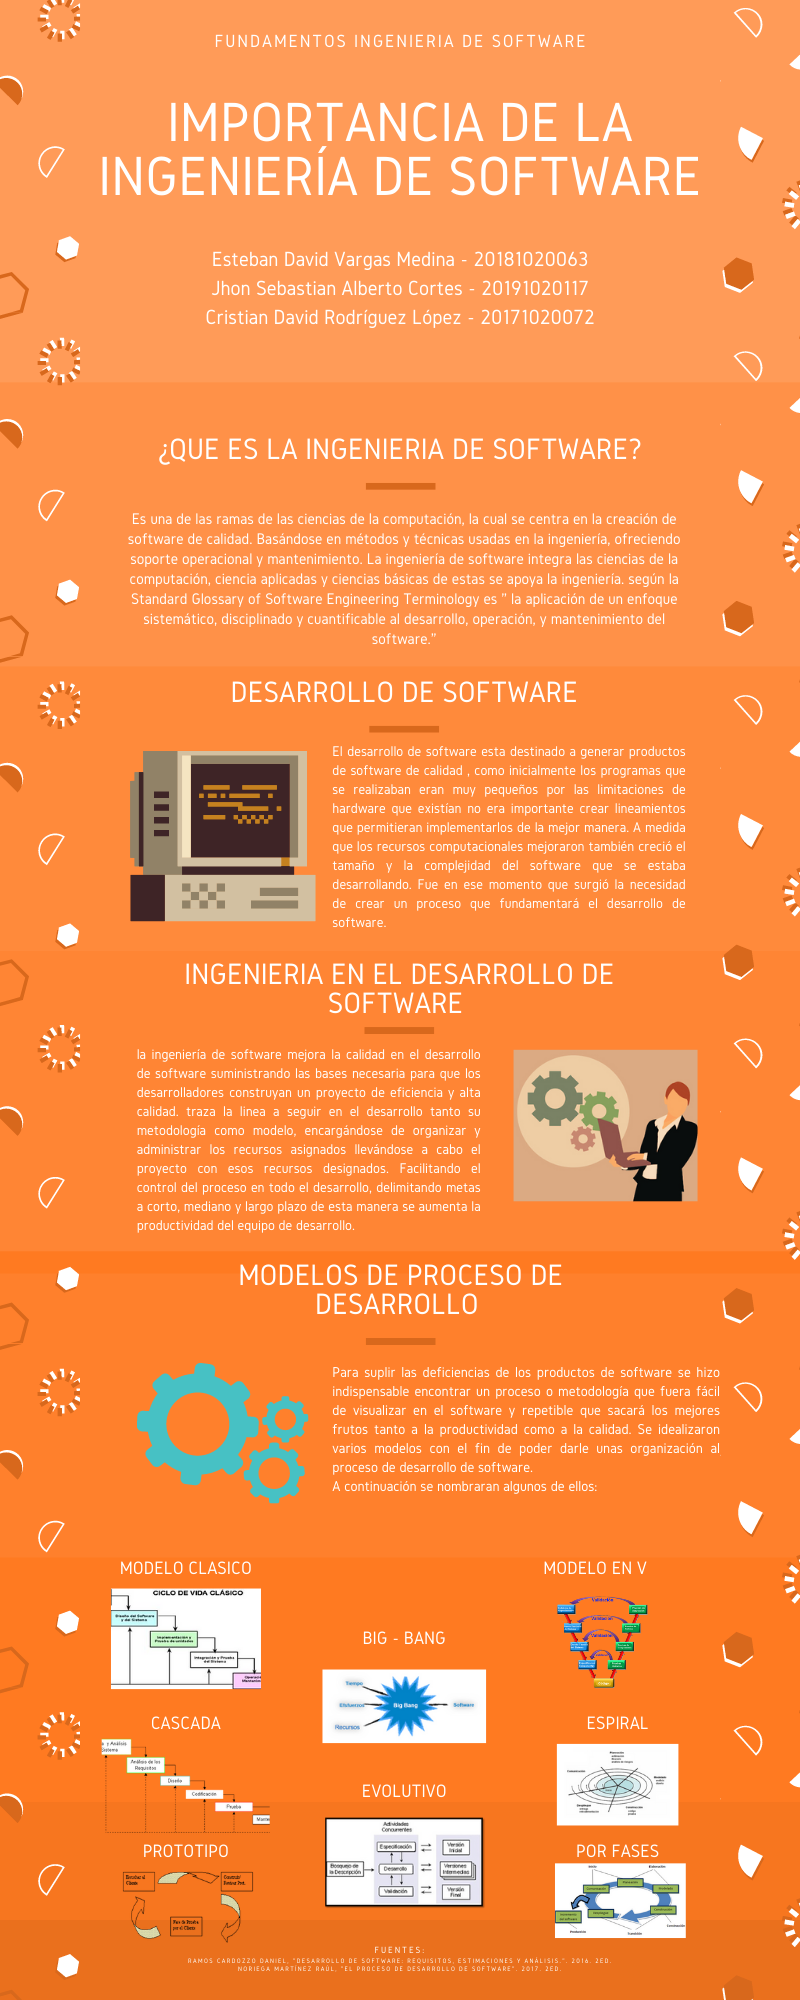 FUNDAMENTOS INGENIERIA DE SOFTWARE
IMPORTANCIA DE LA
INGENIERÍA DE SOFTWARE
Esteban David Vargas Medina - 20181020063
Jhon Sebastian Alberto Cortes - 20191020117
Cristian David Rodríguez López - 20171020072
¿QUE ES LA INGENIERIA DE SOFTWARE?
Es una de las ramas de las ciencias de la computación, la cual se centra en la creación de
software de calidad. Basándose en métodos y técnicas usadas en la ingeniería, ofreciendo
soporte operacional y mantenimiento. La ingeniería de software integra las ciencias de la
computación, ciencia aplicadas y ciencias básicas de estas se apoya la ingeniería. según la
Standard Glossary of Software Engineering Terminology es " la aplicación de un enfoque
sistemático, disciplinado y cuantificable al desarrollo, operación, y mantenimiento del
software."
DESARROLLO DE SOFTWARE
El desarrollo de software esta destinado a generar productos
de software de calidad , como inicialmente los programas que
se realizaban eran muy pequeños por las limitaciones de
hardware que existían no era importante crear lineamientos
que permitieran implementarlos de la mejor manera. A medida
que los recursos computacionales mejoraron también creció el
tamaño y la complejidad del software que se estaba
desarrollando. Fue en ese momento que surgió la necesidad
de crear un proceso que fundamentará el desarrollo de
software.
INGENIERIA EN EL DESARROLLO DE
SOFTWARE
la ingeniería de software mejora la calidad en el desarrollo
de software suministrando las bases necesaria para que los
desarrolladores construyan un proyecto de eficiencia y alta
calidad. traza la linea a seguir en el desarrollo tanto su
metodología como modelo, encargándose de organizar y
administrar los recursos asignados llevándose a cabo el
proyecto con esos recursos designados. Facilitando el
control del proceso en todo el desarrollo, delimitando metas
a corto, mediano y largo plazo de esta manera se aumenta la
productividad del equipo de desarrollo.
MODELOS DE PROCESO DE
DESARROLLO
Para suplir las deficiencias de los productos de software se hizo
indispensable encontrar un proceso o metodología que fuera fácil
de visualizar en el software y repetible que sacará los mejores
frutos tanto a la productividad como a la calidad. Se idealizaron
varios modelos con el fin de poder darle unas organización al
proceso de desarrollo de software.
A continuación se nombraran algunos de ellos:
MODELO CLASICO
CICLO DE VIDA CLÁSICO
Diseño del Software
y del Sistema
Implementación y
Prueba de unidades
Integración y Prueba
del Sistema
MODELO EN V
Validación
BIG - BANG
Tiempo
Esfuerzos
Recursos
Big Bang
Software
CASCADA
Análisis de los
Requisitos
Diseño
Codificación
Prueba
ESPIRAL
EVOLUTIVO
Actividades
Concurrentes
Bosquejo de
la Descripción
Especificación
Desarrollo
Validación
Versión
Inicial
Versiones
Intermedias
Versión
Final
PROTOTIPO
POR FASES
FUENTES:
RAMOS CARDOZZO DANIEL, "DESARROLLO DE SOFTWARE: REQUISITOS, ESTIMACIONES Y ANÁLISIS.". 2016. 2ED.
NORIEGA MARTÍNEZ RAÚL, "EL PROCESO DE DESARROLLO DE SOFTWARE". 2017. 2ED.